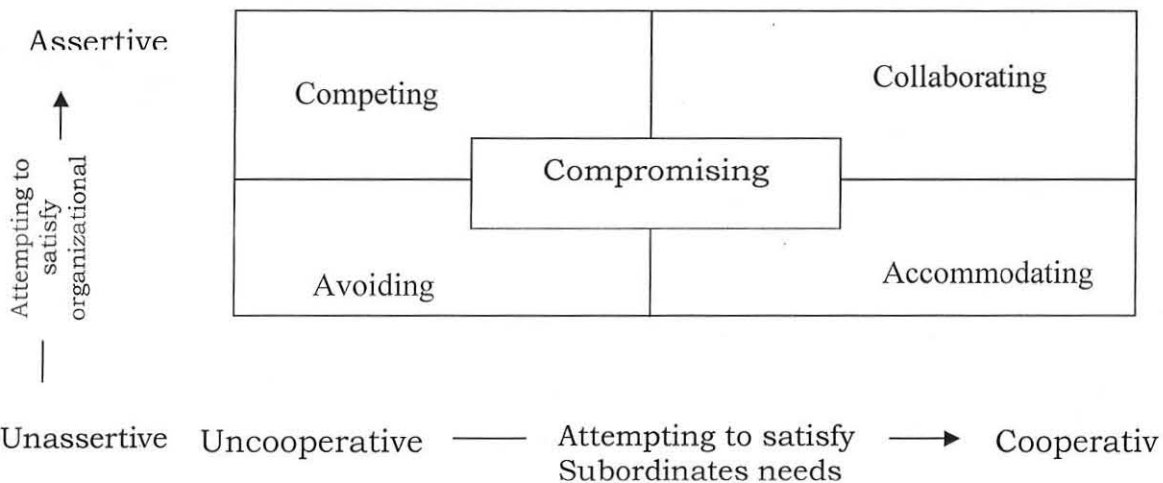 Assertive
Competing
Collaborating
Compromising
Attempting to
satisfy
organizational
Avoiding
Accommodating
Unassertive
Uncooperative
Attempting to satisfy
Subordinates needs
Cooperativ